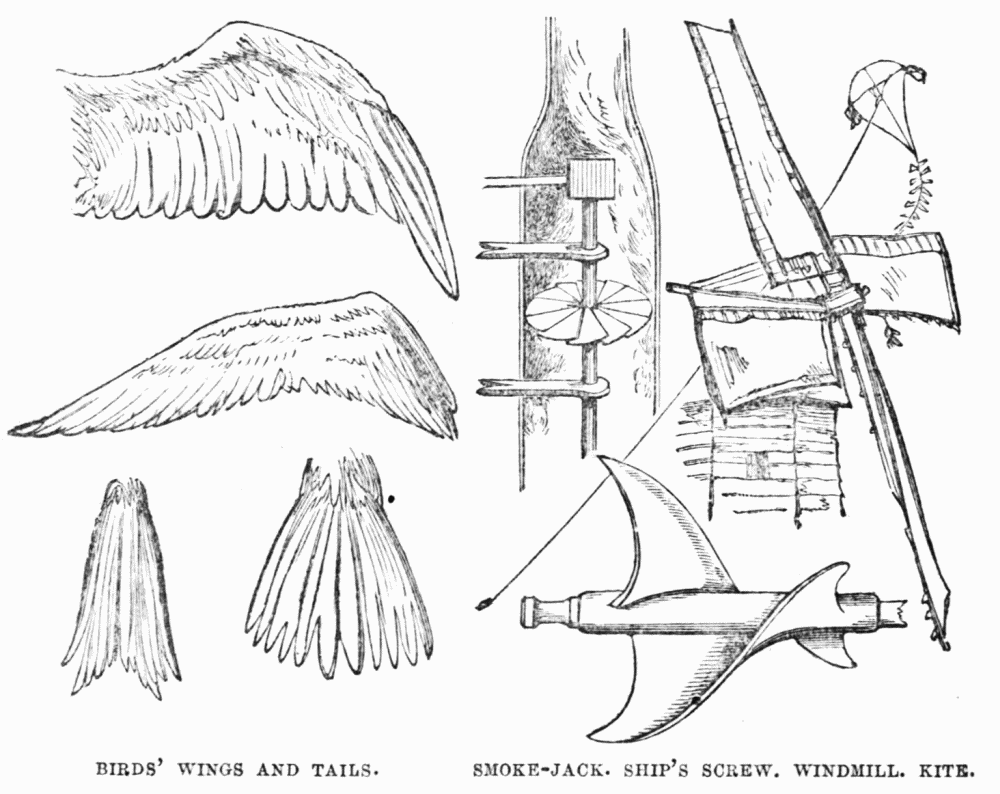 BIRDS' WINGS AND TAILS.
SMOKE-JACK. SHIP'S SCREW. WINDMILL. KITE.